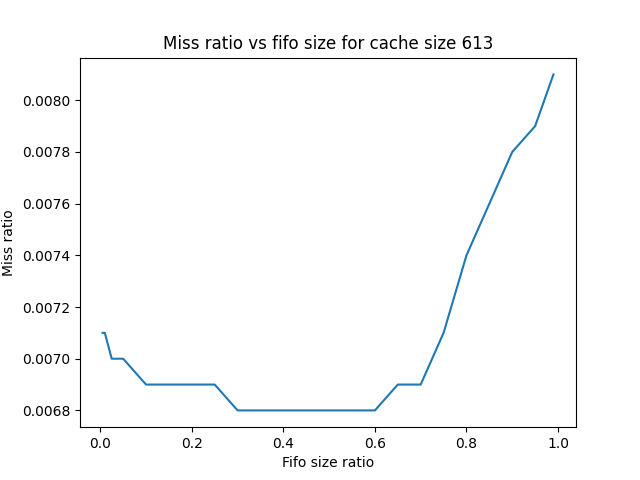 Miss ratio vs fifo size for cache size 613
0.0080
0.0078
0.0076
0.0074
0.0072
0.0070
0.0068
Miss ratio
0.0 0.2 0.4 0.6 0.8 1.0
Fifo size ratio